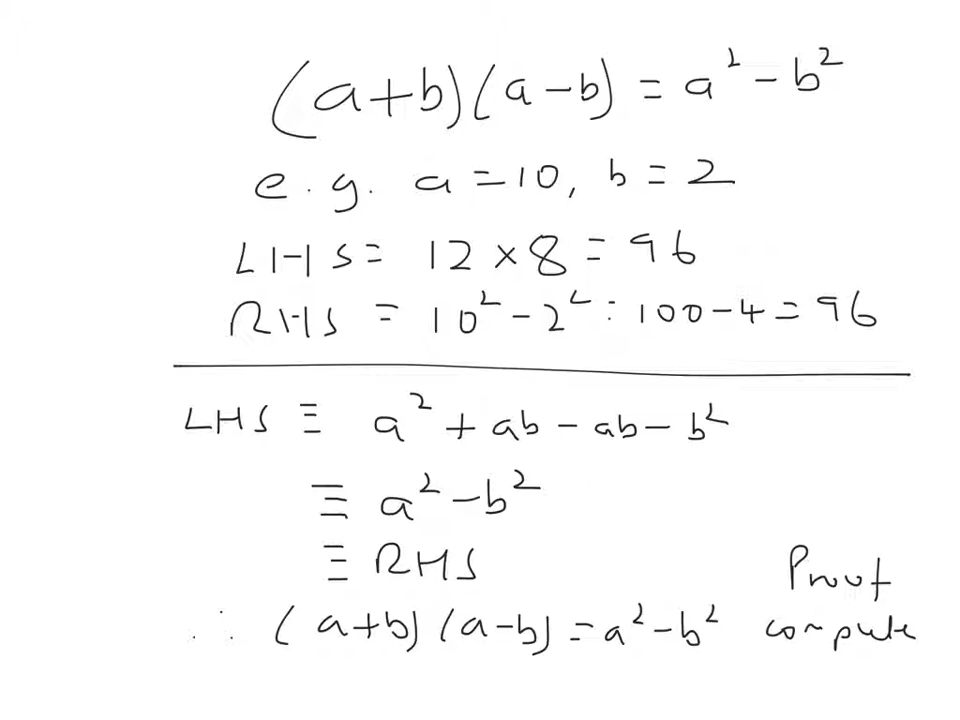 (a+b)(a-b) = a² - b²
e.g. a = 10, b = 2
LHS = 12 × 8 = 96
RHS = 10² - 2² = 100 - 4 = 96
LHS ≡ a² + ab - ab - b²
≡ a² - b²
≡ RHS
∴ (a+b)(a-b) = a² - b²
Proof
compute